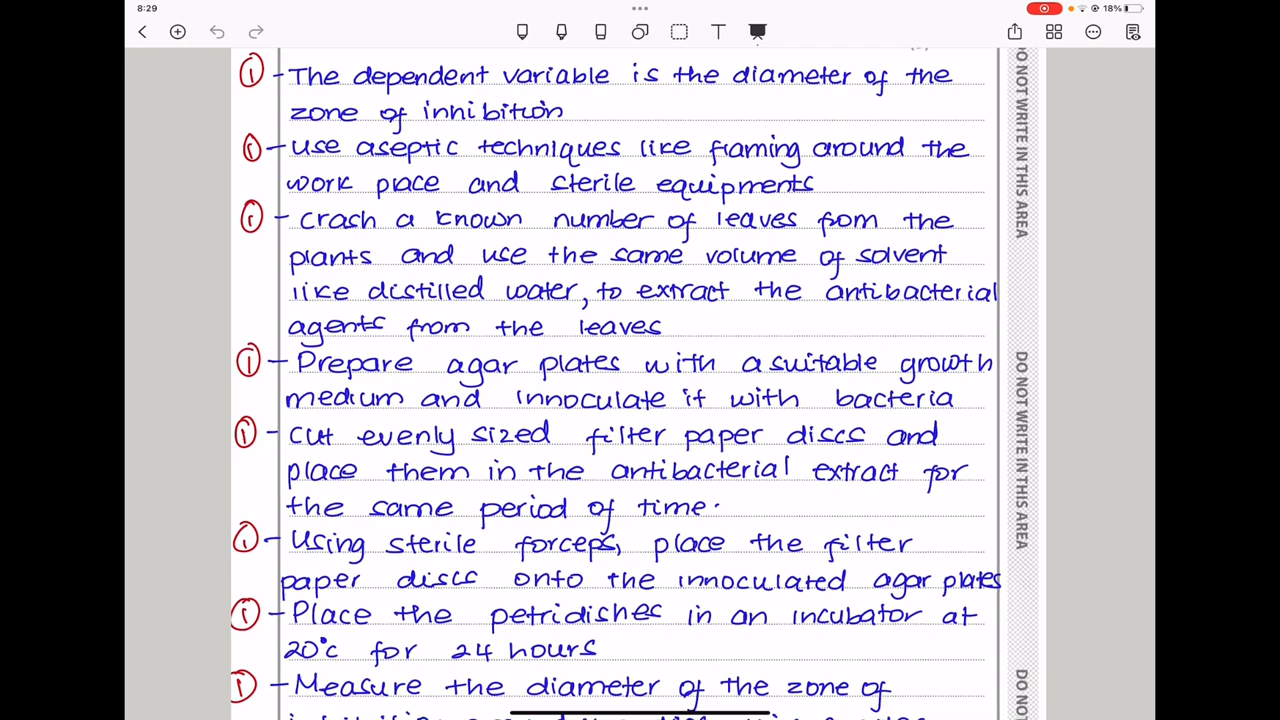 8:29
18%
T
DO NOT WRITE IN THIS AREA
① - The dependent variable is the diameter of the
zone of inhibition
① - Use aseptic techniques like flaming around the
work place and sterile equipments
① - Crash a known number of leaves from the
plants and use the same volume of solvent
like distilled water, to extract the antibacterial
agents from the leaves
① - Prepare agar plates with a suitable growth
medium and innoculate it with bacteria
DO NOT WRITE IN THIS AREA
① - Cut evenly sized filter paper discs and
place them in the antibacterial extract for
the same period of time.
① - Using sterile forceps, place the filter
paper discs onto the innoculated agar plates
① - Place the petridishes in an incubator at
20°c for 24 hours
① - Measure the diameter of the zone of
DO NOT